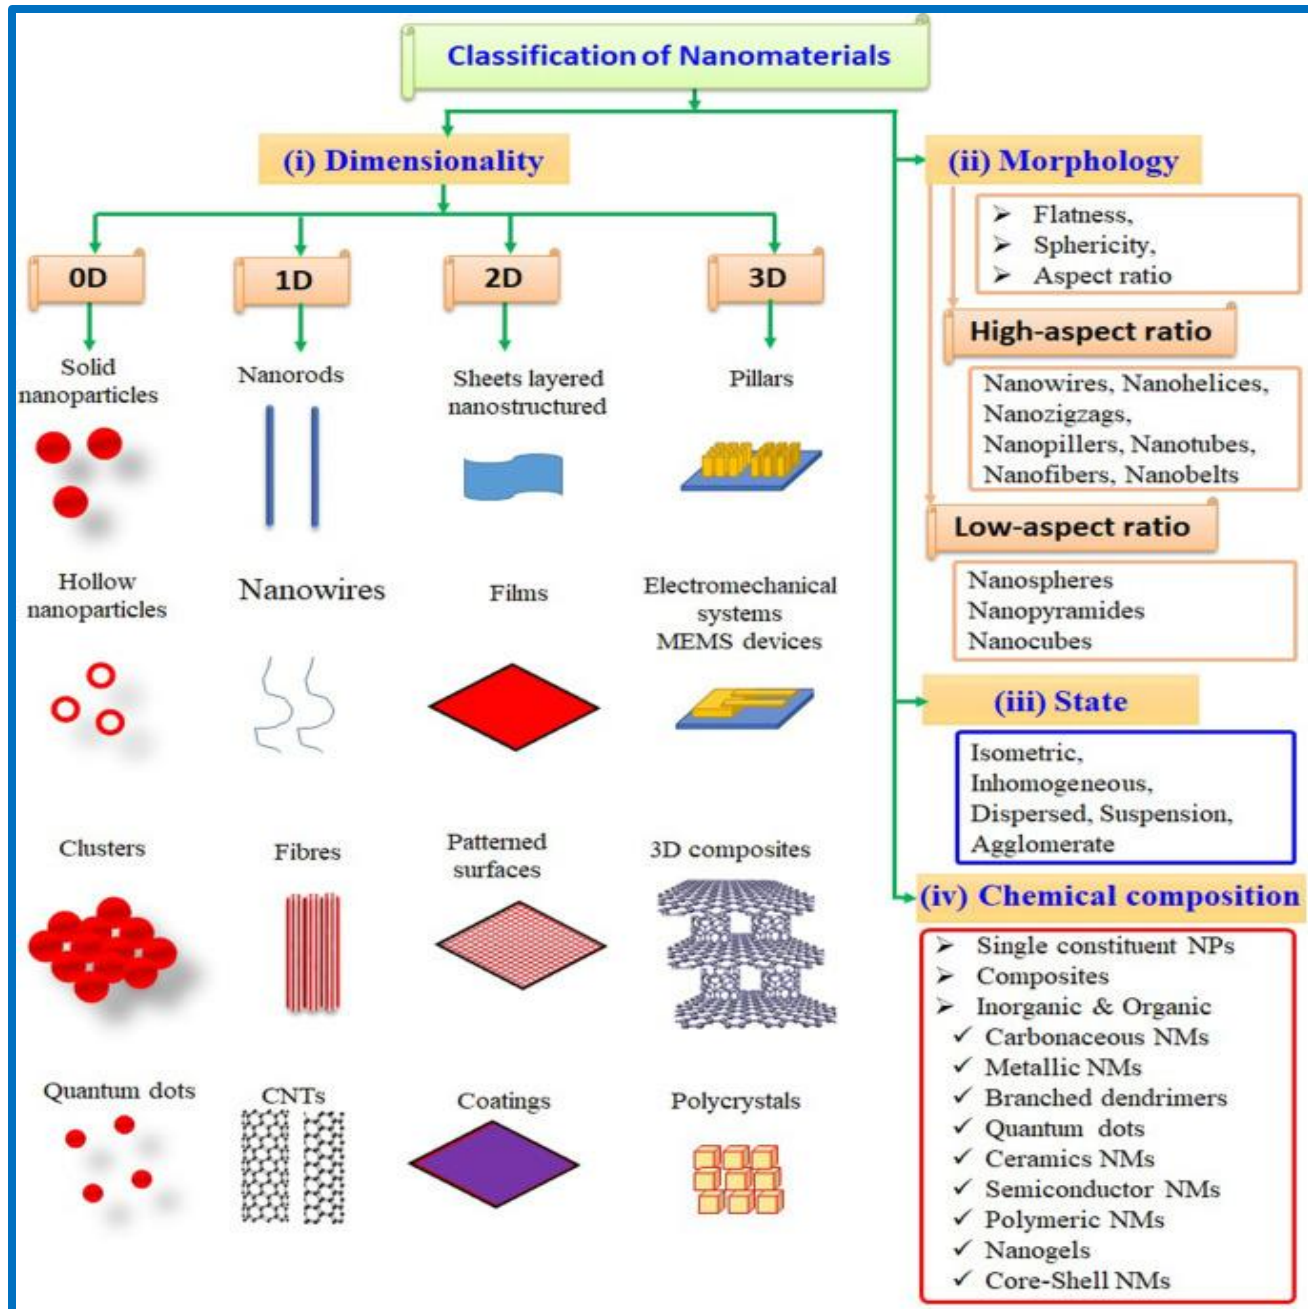 Classification of Nanomaterials
(i) Dimensionality
0D
1D
2D
3D
Solid
nanoparticles
Nanorods
Sheets layered
nanostructured
Pillars
Hollow
nanoparticles
Nanowires
Films
Electromechanical
systems
MEMS devices
Clusters
Fibres
Patterned
surfaces
3D composites
Quantum dots
CNTs
Coatings
Polycrystals
(ii) Morphology
➢ Flatness,
➢ Sphericity,
➢ Aspect ratio
High-aspect ratio
Nanowires, Nanohelices,
Nanozigzags,
Nanopillers, Nanotubes,
Nanofibers, Nanobelts
Low-aspect ratio
Nanospheres
Nanopyramides
Nanocubes
(iii) State
Isometric,
Inhomogeneous,
Dispersed, Suspension,
Agglomerate
(iv) Chemical composition
➢ Single constituent NPs
➢ Composites
➢ Inorganic & Organic
✓ Carbonaceous NMs
✓ Metallic NMs
✓ Branched dendrimers
✓ Quantum dots
✓ Ceramics NMs
✓ Semiconductor NMs
✓ Polymeric NMs
✓ Nanogels
✓ Core-Shell NMs